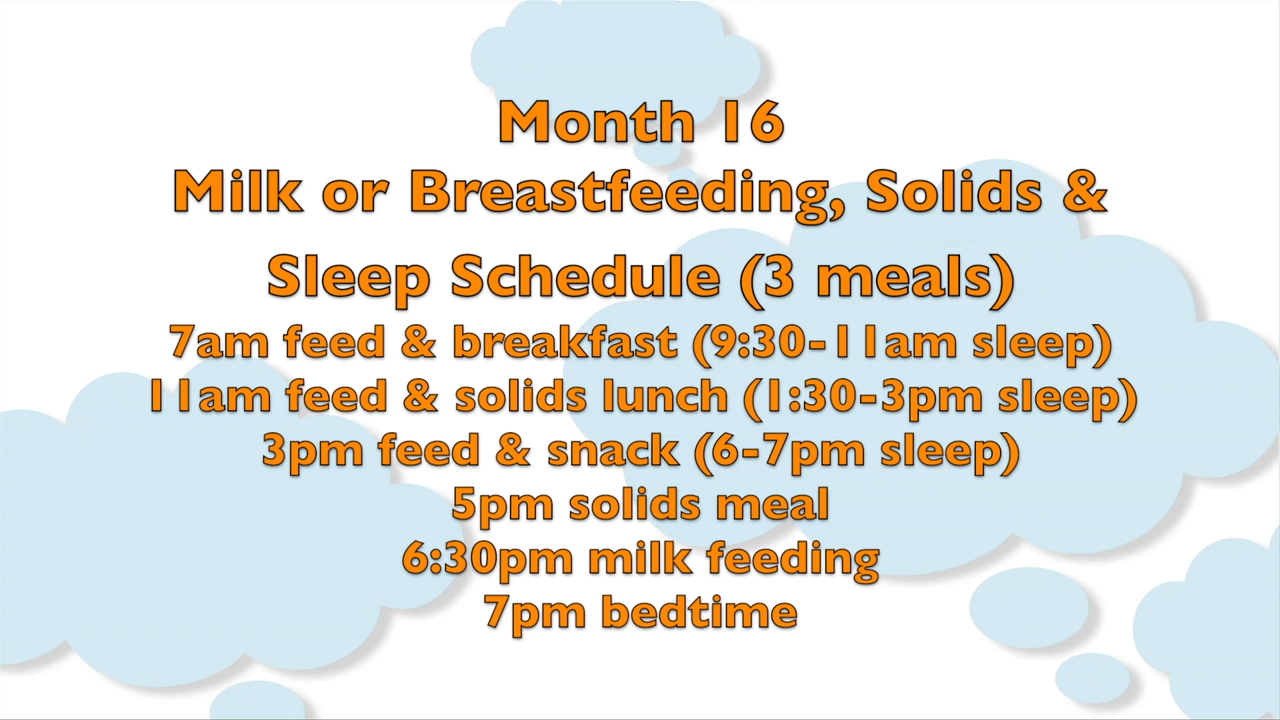 Month 16
Milk or Breastfeeding, Solids &
Sleep Schedule (3 meals)
7am feed & breakfast (9:30-11am sleep)
11am feed & solids lunch (1:30-3pm sleep)
3pm feed & snack (6-7pm sleep)
5pm solids meal
6:30pm milk feeding
7pm bedtime